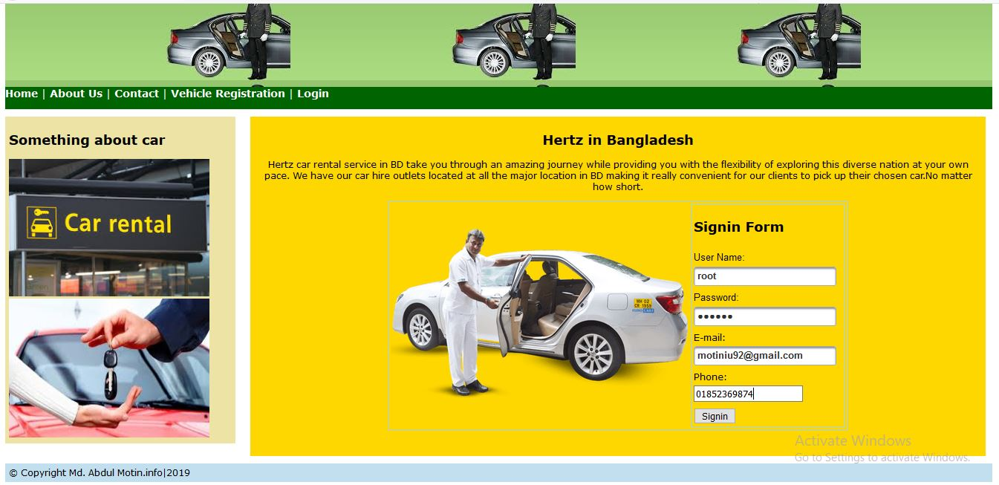 Home | About Us | Contact | Vehicle Registration | Login
Something about car
Car rental
Hertz in Bangladesh
Hertz car rental service in BD take you through an amazing journey while providing you with the flexibility of exploring this diverse nation at your own
pace. We have our car hire outlets located at all the major location in BD making it really convenient for our clients to pick up their chosen car.No matter
how short.
MH 02
CR 1959
Signin Form
User Name:
root
Password:
••••••
E-mail:
motiniu92@gmail.com
Phone:
01852369874
Signin
Activate Windows
Go to Settings to activate Windows.
© Copyright Md. Abdul Motin.info|2019